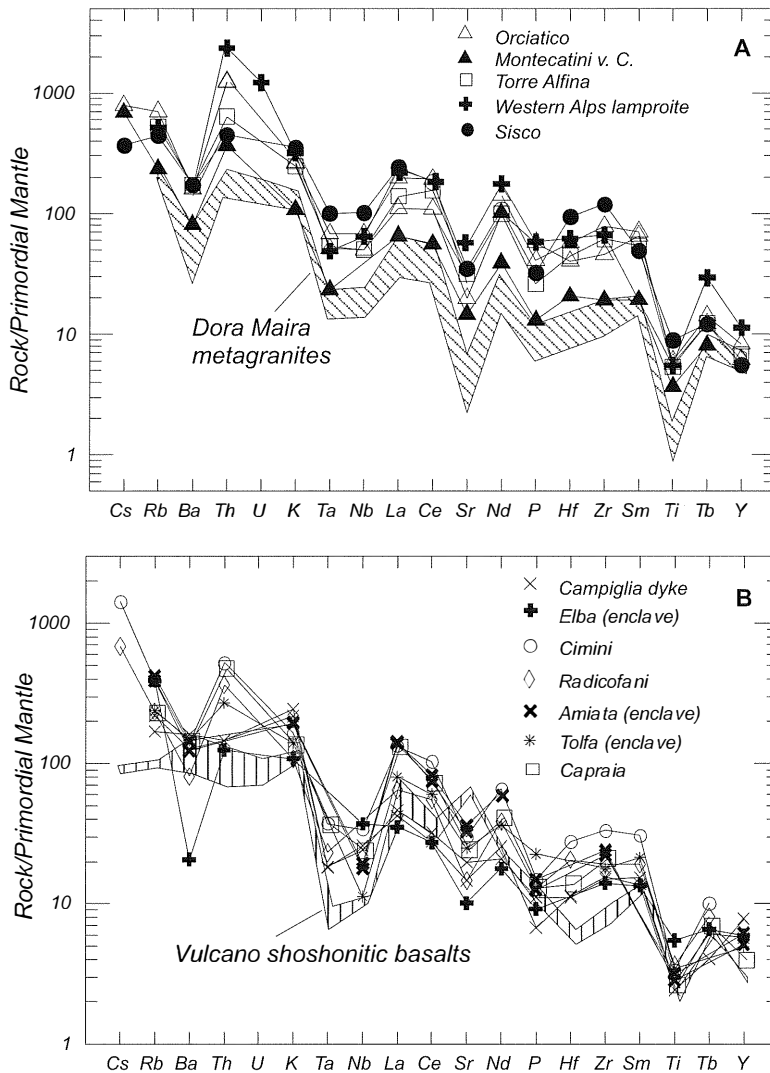 A
Orciatico
Montecatini v. C.
Torre Alfina
Western Alps lamproite
Sisco
1000
100
10
1
Rock/Primordial Mantle
Dora Maira
metagranites
Cs Rb Ba Th U K Ta Nb La Ce Sr Nd P Hf Zr Sm Ti Tb Y
B
Campiglia dyke
Elba (enclave)
Cimini
Radicofani
Amiata (enclave)
Tolfa (enclave)
Capraia
1000
100
10
1
Rock/Primordial Mantle
Vulcano shoshonitic basalts
Cs Rb Ba Th U K Ta Nb La Ce Sr Nd P Hf Zr Sm Ti Tb Y